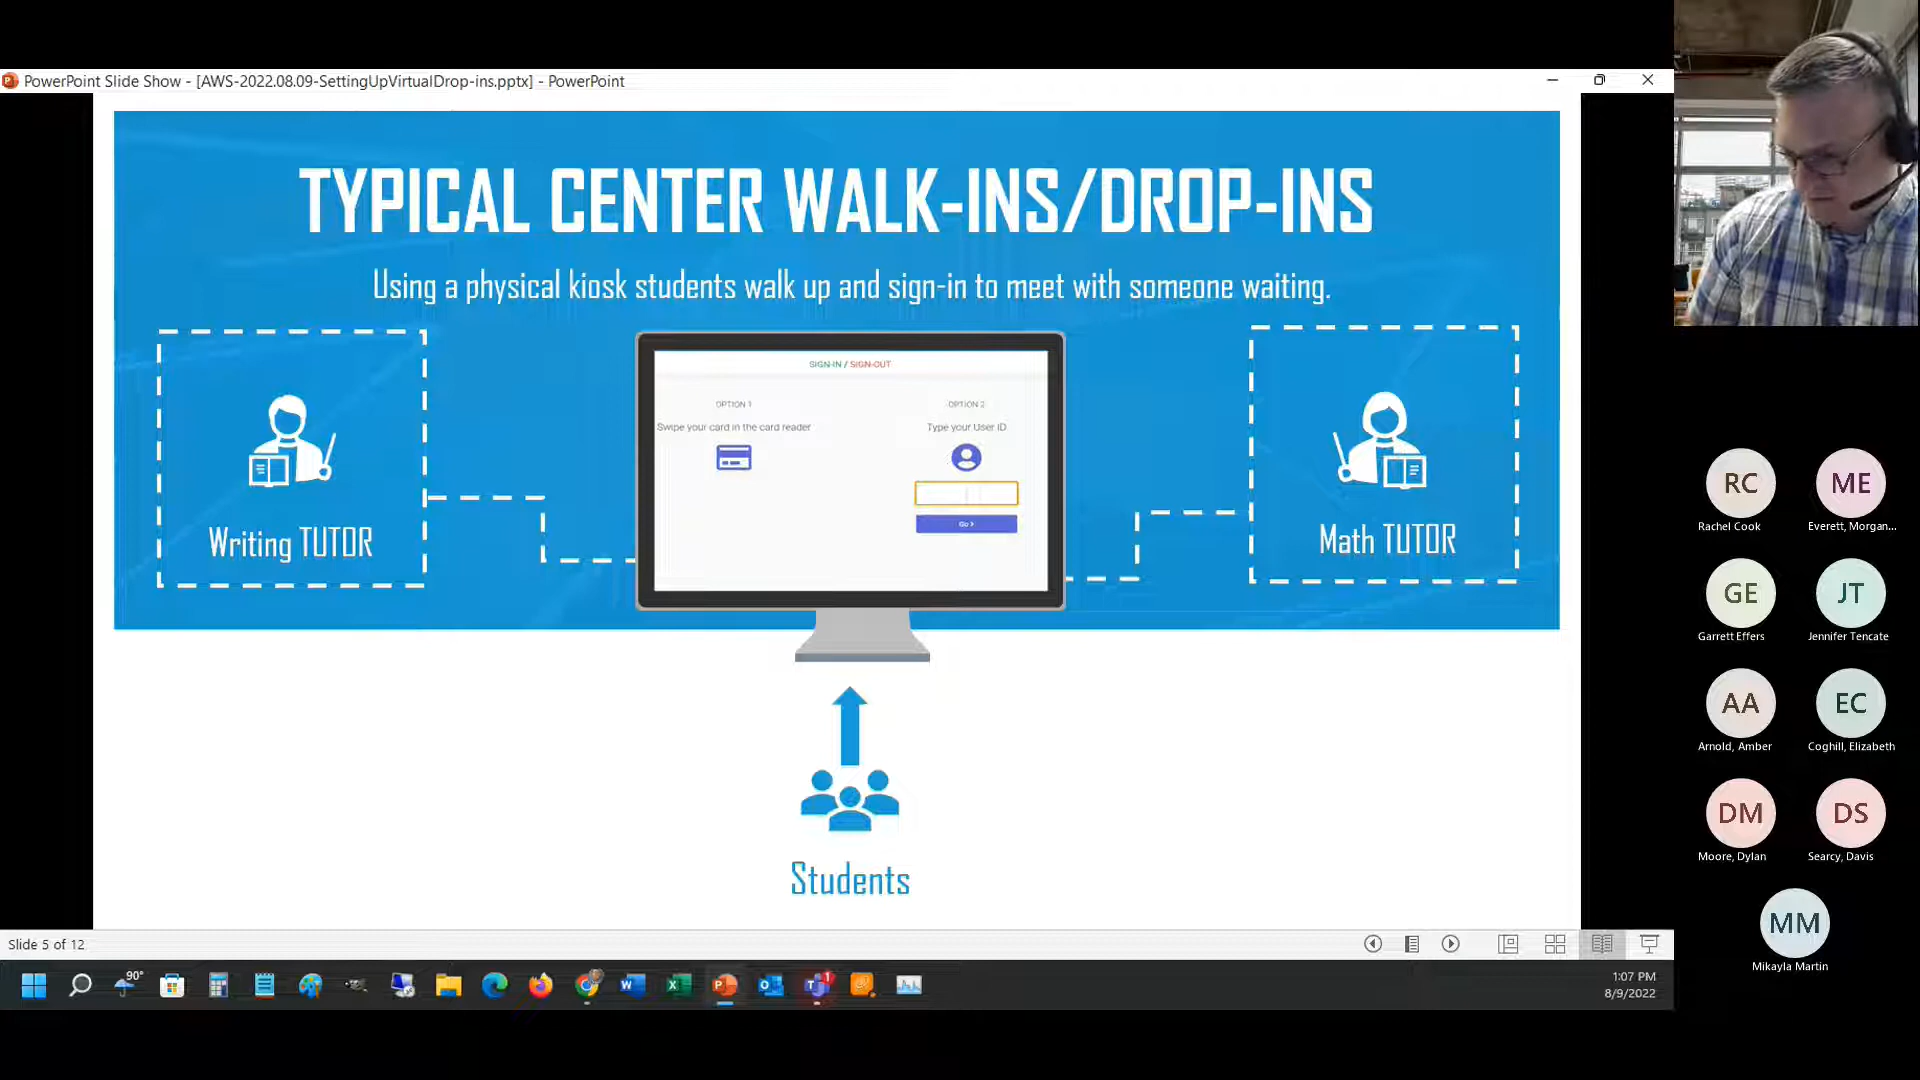 PowerPoint Slide Show - [AWS-2022.08.09-SettingUpVirtualDrop-ins.pptx] - PowerPoint
TYPICAL CENTER WALK-INS/DROP-INS
Using a physical kiosk students walk up and sign-in to meet with someone waiting.
SIGN-IN / SIGN-OUT
OPTION 1
Swipe your card in the card reader
OPTION 2
Type your User ID
Go >
Writing TUTOR
Math TUTOR
Students
Slide 5 of 12
90°
1
1:07 PM
8/9/2022
RC
Rachel Cook
ME
Everett, Morgan...
GE
Garrett Effers
JT
Jennifer Tencate
AA
Arnold, Amber
EC
Coghill, Elizabeth
DM
Moore, Dylan
DS
Searcy, Davis
MM
Mikayla Martin